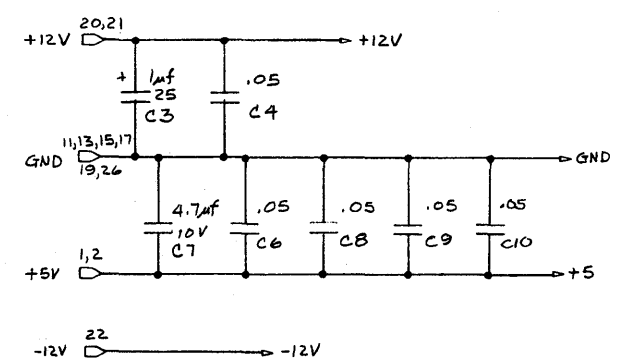 20,21
+12V
+12V
+ 1µf
25
C3
.05
C4
11,13,15,17
GND
19,26
GND
4.7µf
10V
C7
.05
C6
.05
C8
.05
C9
.05
C10
1,2
+5V
+5
22
-12V
-12V